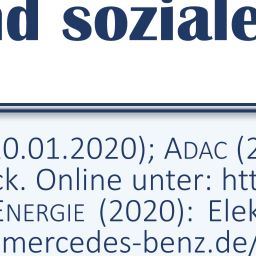 nd soziale
0.01.2020); ADAC (2
ck. Online unter: htt
ENERGIE (2020): Elek
mercedes-benz.de/